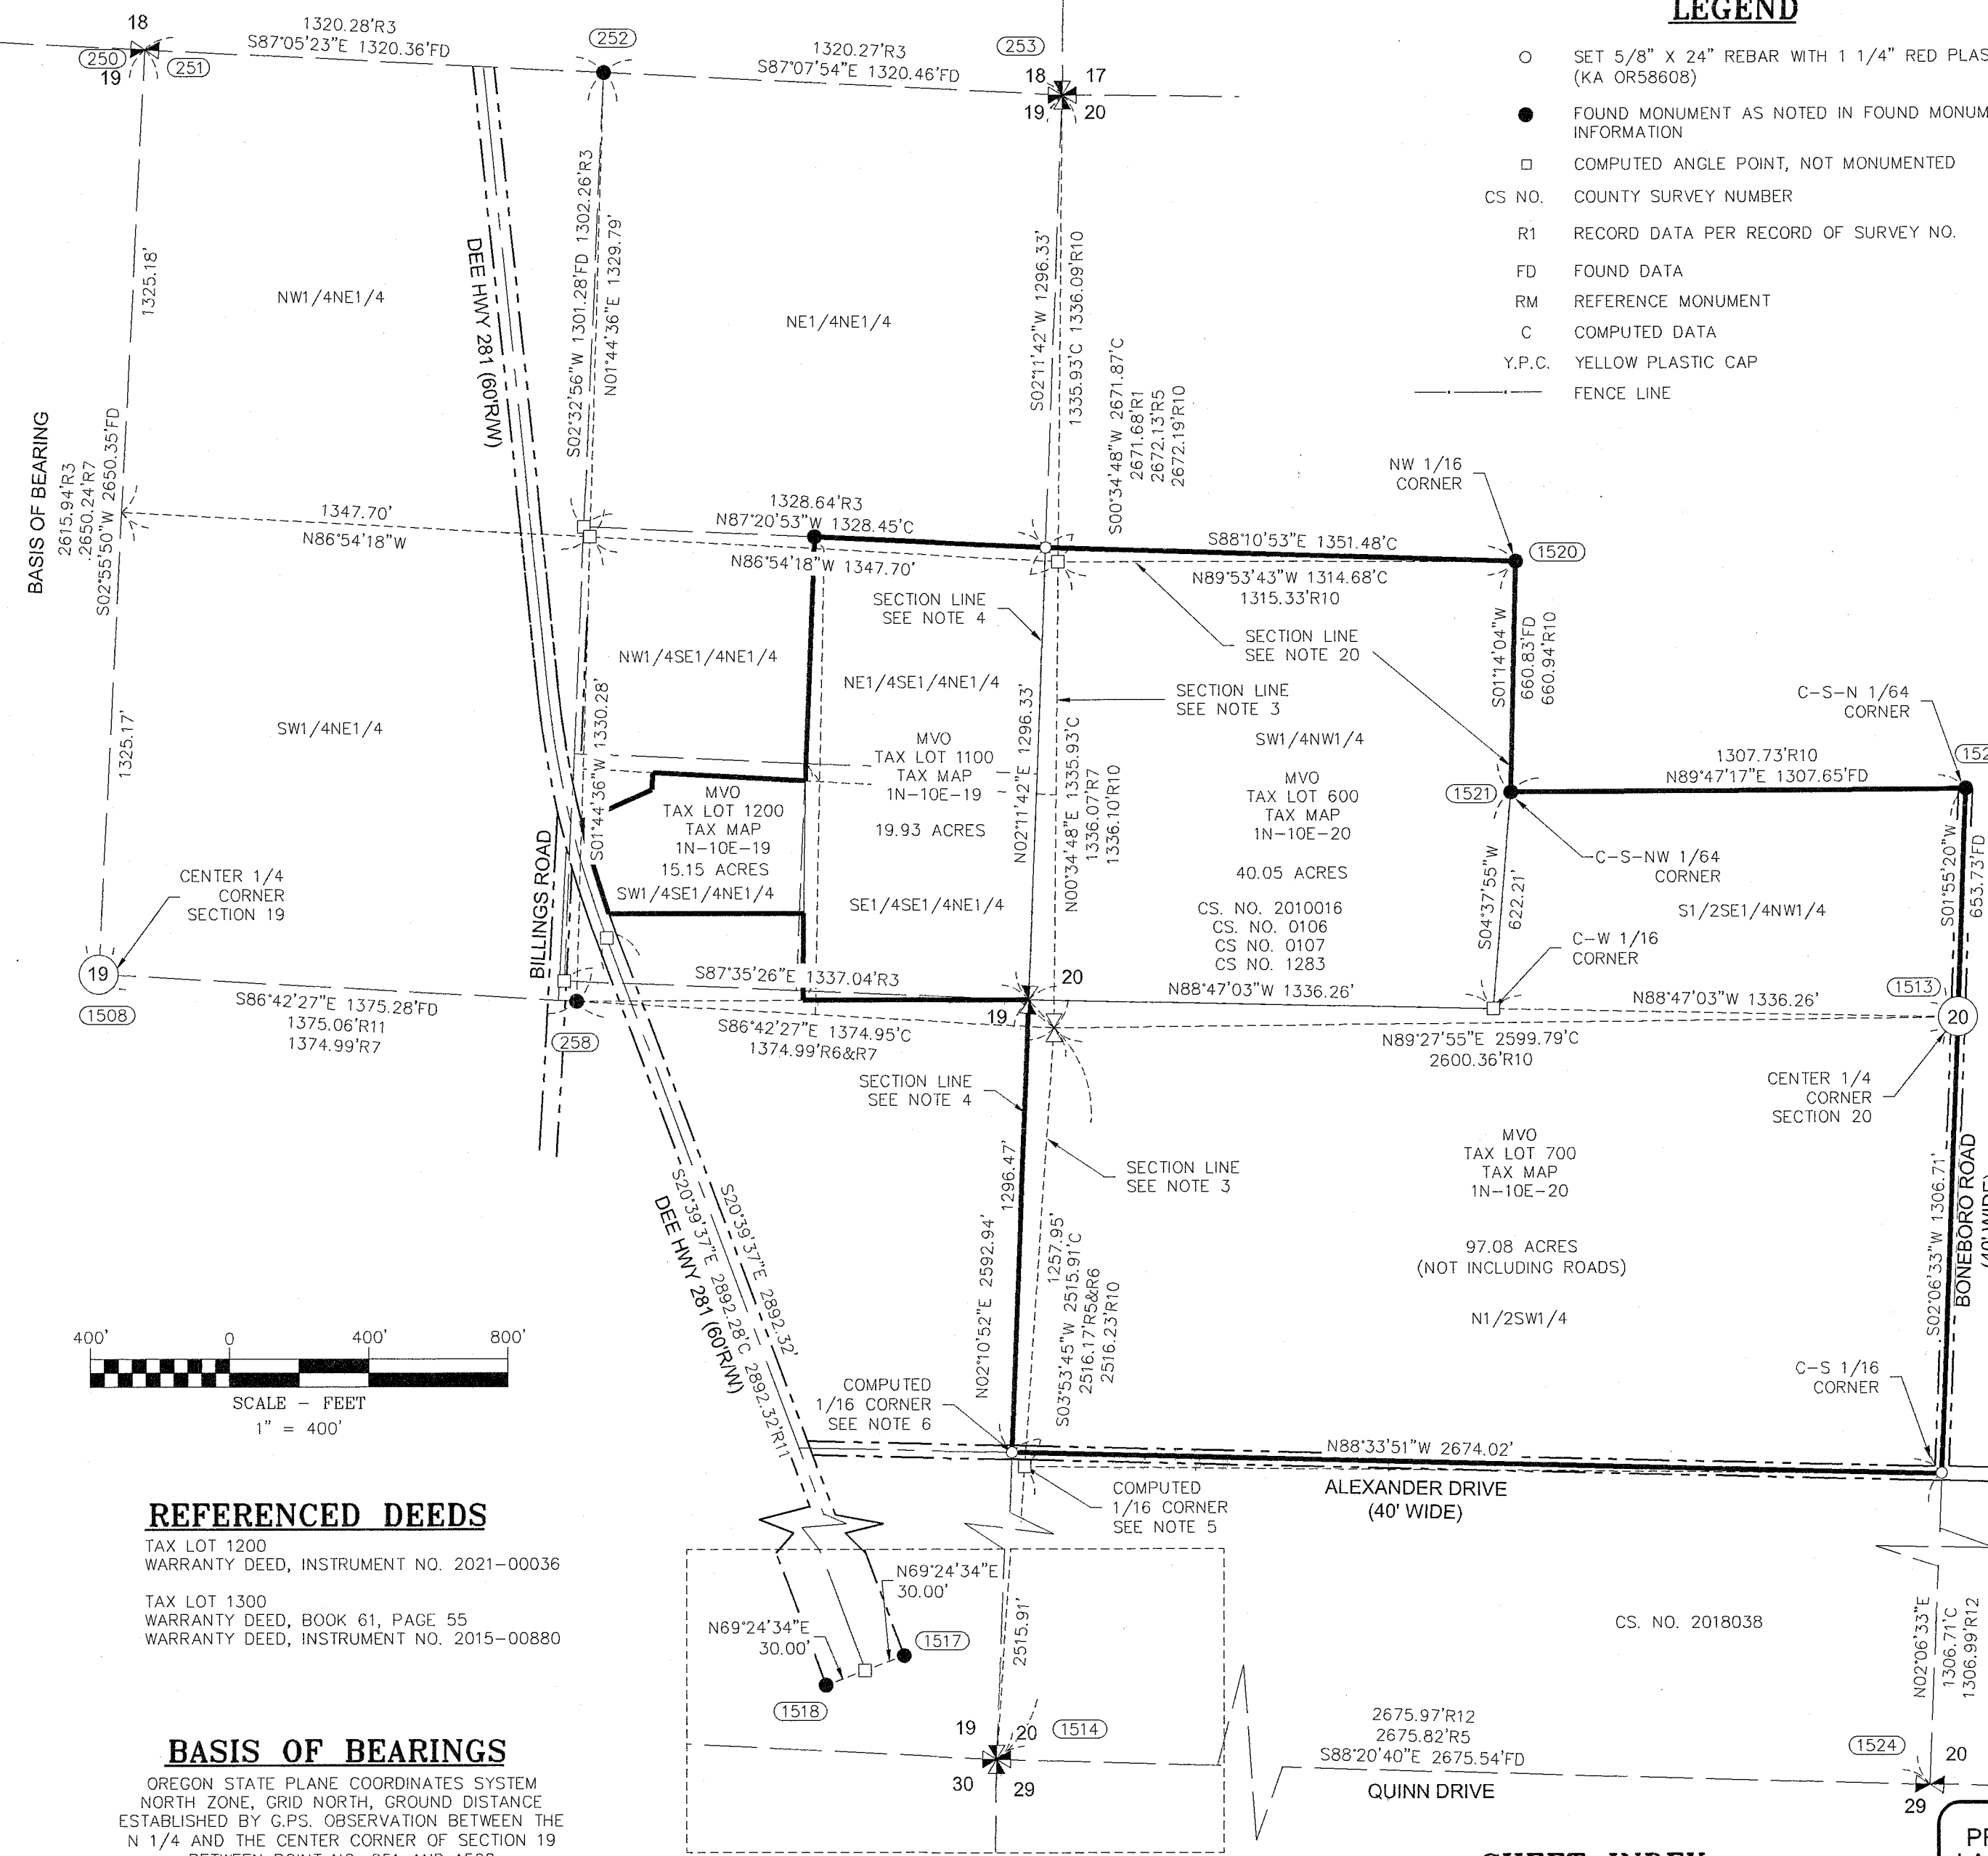 LEGEND
SET 5/8" X 24" REBAR WITH 1 1/4" RED PLAS
(KA OR58608)
FOUND MONUMENT AS NOTED IN FOUND MONUM
INFORMATION
COMPUTED ANGLE POINT, NOT MONUMENTED
CS NO. COUNTY SURVEY NUMBER
R1 RECORD DATA PER RECORD OF SURVEY NO.
FD FOUND DATA
RM REFERENCE MONUMENT
C COMPUTED DATA
Y.P.C. YELLOW PLASTIC CAP
FENCE LINE
18
250
251
19
1320.28'R3
S87°05'23"E 1320.36'FD
252
1320.27'R3
S87°07'54"E 1320.46'FD
253
18 17
19 20
BASIS OF BEARING
2615.94'R3
2650.24'R7
S02°55'50"W 2650.35'FD
1325.18'
1325.17'
NW1/4NE1/4
DEE HWY 281 (60'R/W)
S02°32'56"W 1301.28'FD 1302.26'R3
N01°44'36"E 1329.79'
NE1/4NE1/4
S02°11'42"W 1296.33'
1335.93'C 1336.09'R10
S00°34'48"W 2671.87'C
2671.68'R1
2672.13'R5
2672.19'R10
1347.70'
N86°54'18"W
1328.64'R3
N87°20'53"W 1328.45'C
N86°54'18"W 1347.70'
NW 1/16
CORNER
S88°10'53"E 1351.48'C
1520
N89°53'43"W 1314.68'C
1315.33'R10
SECTION LINE
SEE NOTE 4
SECTION LINE
SEE NOTE 20
SECTION LINE
SEE NOTE 3
S01°14'04"W
660.83'FD
660.94'R10
C-S-N 1/64
CORNER
SW1/4NE1/4
NW1/4SE1/4NE1/4
NE1/4SE1/4NE1/4
SW1/4NW1/4
S01°44'36"W 1330.28'
MVO
TAX LOT 1100
TAX MAP
1N-10E-19
19.93 ACRES
MVO
TAX LOT 1200
TAX MAP
1N-10E-19
15.15 ACRES
SW1/4SE1/4NE1/4
SE1/4SE1/4NE1/4
N02°11'42"E 1296.33'
N00°34'48"E 1335.93'C
1336.07'R7
1336.10'R10
MVO
TAX LOT 600
TAX MAP
1N-10E-20
40.05 ACRES
CS. NO. 2010016
CS. NO. 0106
CS NO. 0107
CS NO. 1283
1521
1307.73'R10
N89°47'17"E 1307.65'FD
C-S-NW 1/64
CORNER
S1/2SE1/4NW1/4
S04°37'55"W
622.21'
C-W 1/16
CORNER
S01°55'20"W
653.73'FD
BILLINGS ROAD
CENTER 1/4
CORNER
SECTION 19
19
1508
S86°42'27"E 1375.28'FD
1375.06'R11
1374.99'R7
258
S87°35'26"E 1337.04'R3
S86°42'27"E 1374.95'C
1374.99'R6&R7
20
19
N88°47'03"W 1336.26'
N88°47'03"W 1336.26'
1513
20
N89°27'55"E 2599.79'C
2600.36'R10
CENTER 1/4
CORNER
SECTION 20
SECTION LINE
SEE NOTE 4
SECTION LINE
SEE NOTE 3
MVO
TAX LOT 700
TAX MAP
1N-10E-20
97.08 ACRES
(NOT INCLUDING ROADS)
N1/2SW1/4
S20°39'37"E 2892.32'
S20°39'37"E 2892.28'C 2892.32'R11
DEE HWY 281 (60'R/W)
1296.47'
N02°10'52"E 2592.94'
1257.95'
S03°53'45"W 2515.91'C
2516.17'R5&R6
2516.23'R10
S02°06'33"W 1306.71'
BONEBORO ROAD
C-S 1/16
CORNER
COMPUTED
1/16 CORNER
SEE NOTE 6
N88°33'51"W 2674.02'
ALEXANDER DRIVE
(40' WIDE)
COMPUTED
1/16 CORNER
SEE NOTE 5
400' 0 400' 800'
SCALE - FEET
1" = 400'
REFERENCED DEEDS
TAX LOT 1200
WARRANTY DEED, INSTRUMENT NO. 2021-00036
TAX LOT 1300
WARRANTY DEED, BOOK 61, PAGE 55
WARRANTY DEED, INSTRUMENT NO. 2015-00880
N69°24'34"E
30.00'
N69°24'34"E
30.00'
1517
1518
2515.91'
19 20
1514
30 29
CS. NO. 2018038
N02°06'33"E
1306.71'C
1306.99'R12
2675.97'R12
2675.82'R5
S88°20'40"E 2675.54'FD
QUINN DRIVE
1524
20
29
BASIS OF BEARINGS
OREGON STATE PLANE COORDINATES SYSTEM
NORTH ZONE, GRID NORTH, GROUND DISTANCE
ESTABLISHED BY G.PS. OBSERVATION BETWEEN THE
N 1/4 AND THE CENTER CORNER OF SECTION 19